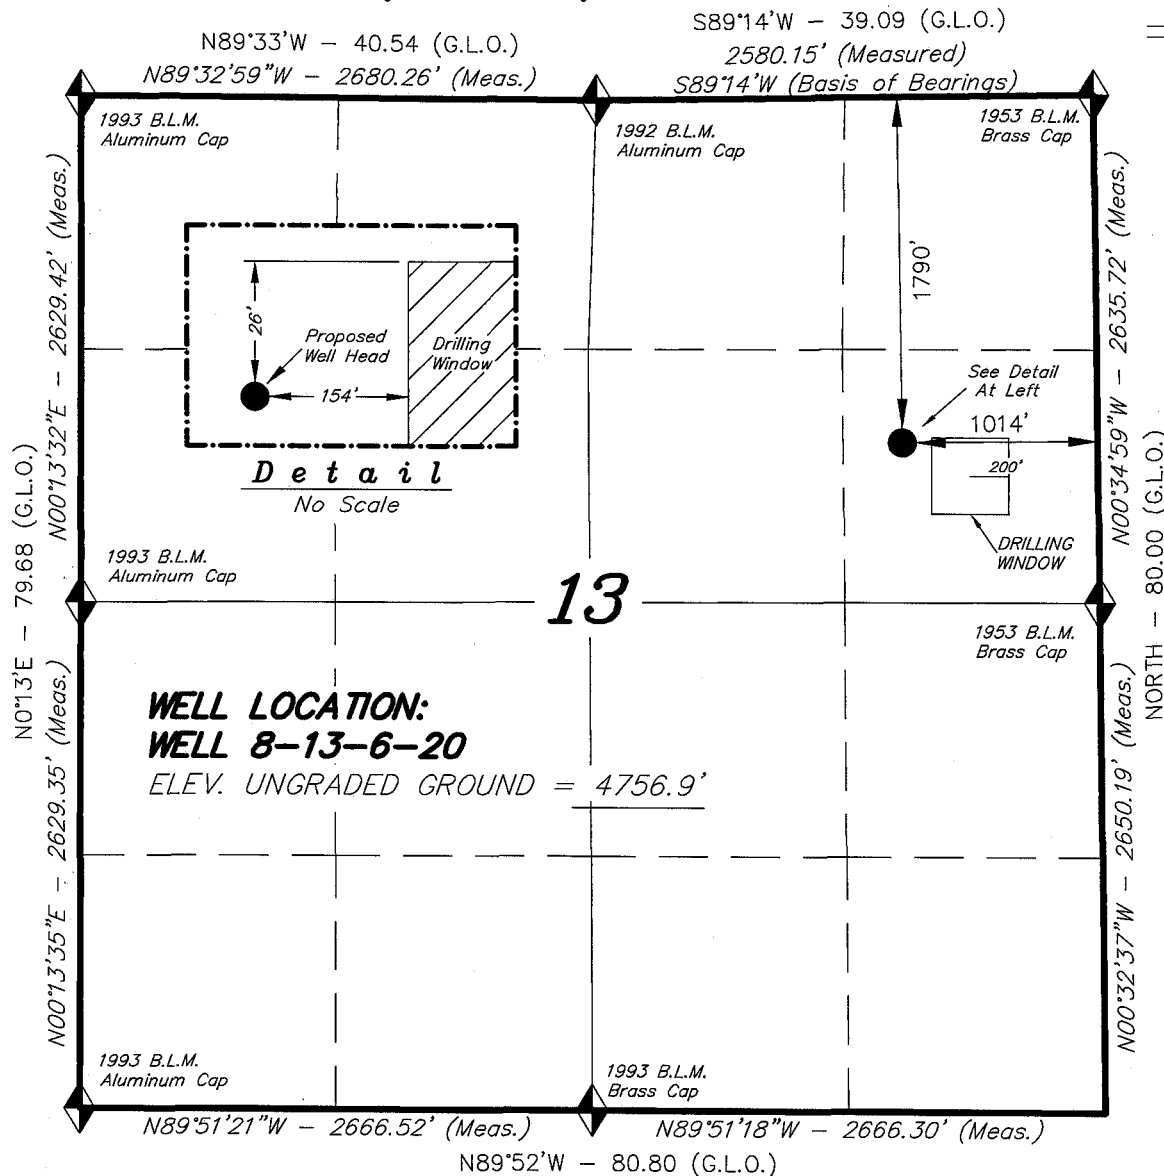 S89°14'W - 39.09 (G.L.O.)
N89°33'W - 40.54 (G.L.O.)
2580.15' (Measured)
N89°32'59"W - 2680.26' (Meas.)
S89°14'W (Basis of Bearings)
1993 B.L.M.
Aluminum Cap
1992 B.L.M.
Aluminum Cap
1953 B.L.M.
Brass Cap
N00°13'32"E - 2629.42' (Meas.)
N00°34'59"W - 2635.72' (Meas.)
1790'
26'
Proposed
Well Head
Drilling
Window
154'
See Detail
At Left
1014'
200'
Detail
No Scale
DRILLING
WINDOW
N0°13'E - 79.68 (G.L.O.)
NORTH - 80.00 (G.L.O.)
1993 B.L.M.
Aluminum Cap
13
1953 B.L.M.
Brass Cap
WELL LOCATION:
WELL 8-13-6-20
ELEV. UNGRADED GROUND = 4756.9'
N00°13'35"E - 2629.35' (Meas.)
N00°32'37"W - 2650.19' (Meas.)
1993 B.L.M.
Aluminum Cap
1993 B.L.M.
Brass Cap
N89°51'21"W - 2666.52' (Meas.)
N89°51'18"W - 2666.30' (Meas.)
N89°52'W - 80.80 (G.L.O.)